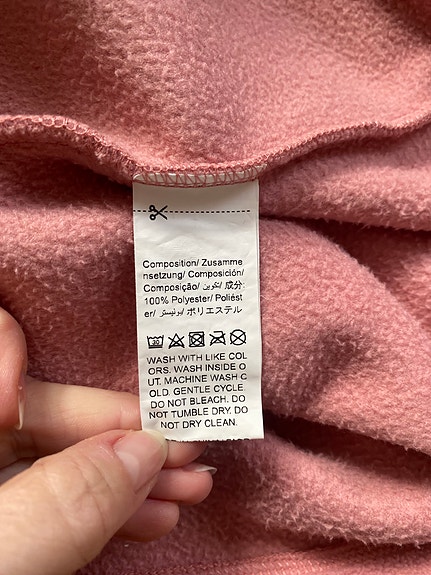 Composition/ Zusamme
nsetzung/ Composición/
Composição/ تكوين/ 成分:
100% Polyester/ Poliést
er/ بوليستر/ ポリエステル
30
WASH WITH LIKE COL
ORS. WASH INSIDE O
UT. MACHINE WASH C
OLD. GENTLE CYCLE.
DO NOT BLEACH. DO
NOT TUMBLE DRY. DO
NOT DRY CLEAN.